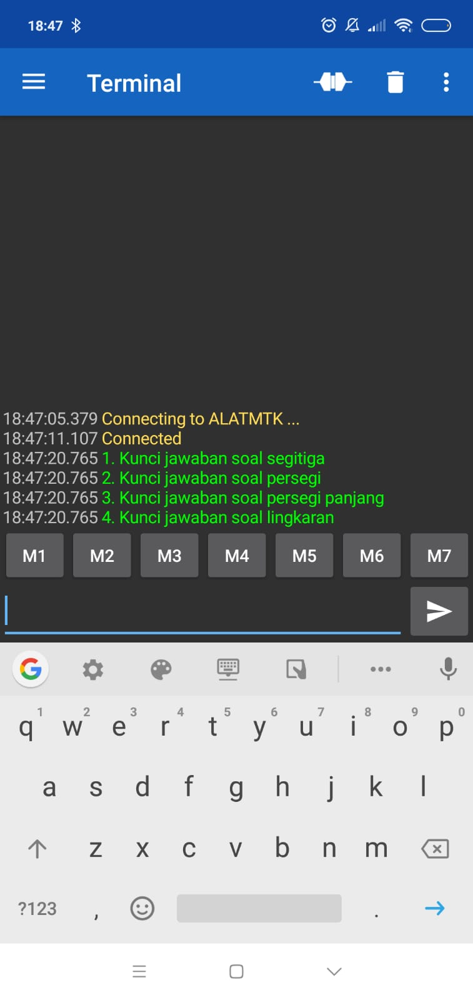 18:47
Terminal
18:47:05.379 Connecting to ALATMTK ...
18:47:11.107 Connected
18:47:20.765 1. Kunci jawaban soal segitiga
18:47:20.765 2. Kunci jawaban soal persegi
18:47:20.765 3. Kunci jawaban soal persegi panjang
18:47:20.765 4. Kunci jawaban soal lingkaran
M1 M2 M3 M4 M5 M6 M7
G
1 2 3 4 5 6 7 8 9 0
q w e r t y u i o p
a s d f g h j k l
z x c v b n m
?123 , .